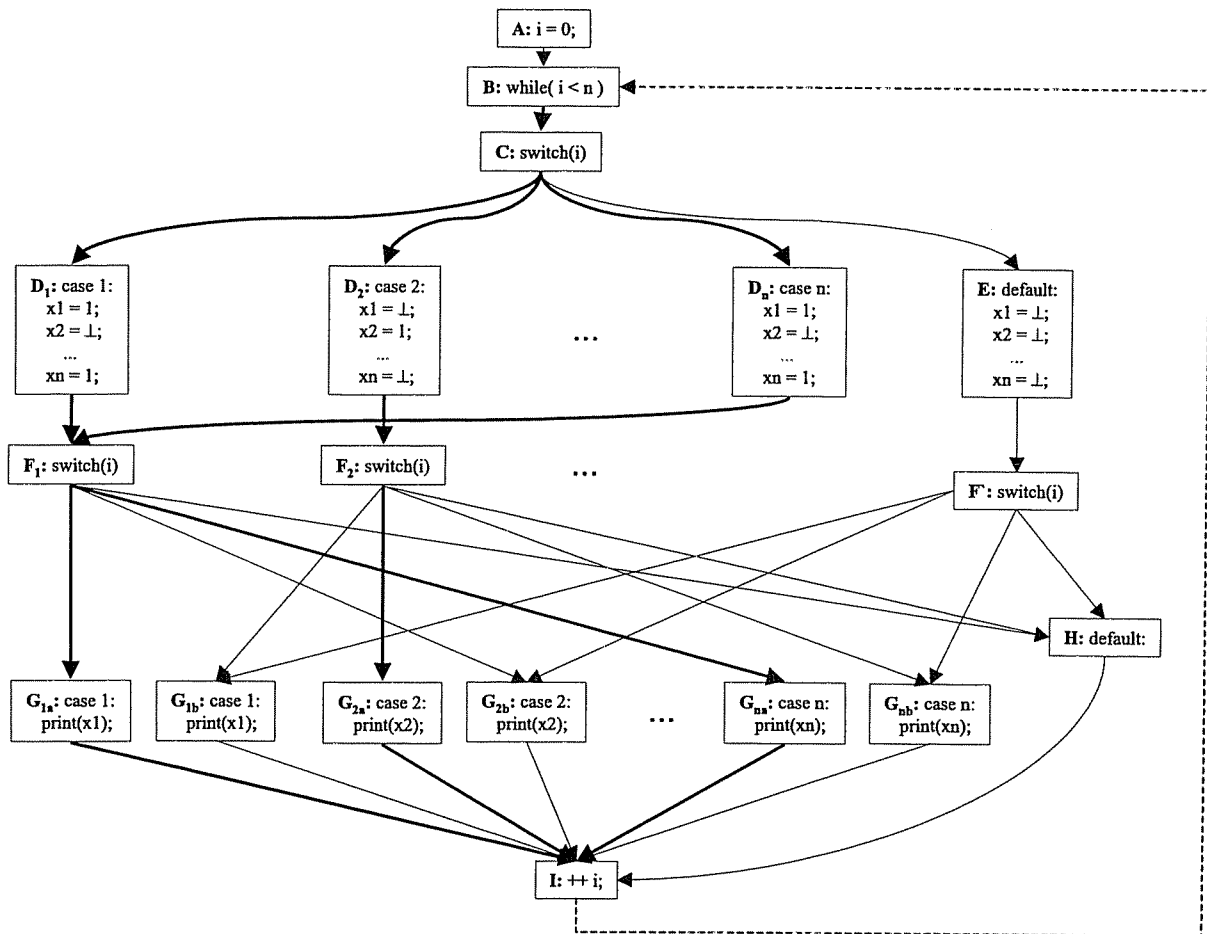 A: i = 0;
B: while( i < n )
C: switch(i)
D1: case 1:
x1 = 1;
x2 = ⊥;
...
xn = 1;
D2: case 2:
x1 = ⊥;
x2 = 1;
...
xn = ⊥;
...
Dn: case n:
x1 = 1;
x2 = ⊥;
...
xn = 1;
E: default:
x1 = ⊥;
x2 = ⊥;
...
xn = ⊥;
F1: switch(i)
F2: switch(i)
...
F': switch(i)
H: default:
G1a: case 1:
print(x1);
G1b: case 1:
print(x1);
G2a: case 2:
print(x2);
G2b: case 2:
print(x2);
...
Gna: case n:
print(xn);
Gnb: case n:
print(xn);
I: ++ i;